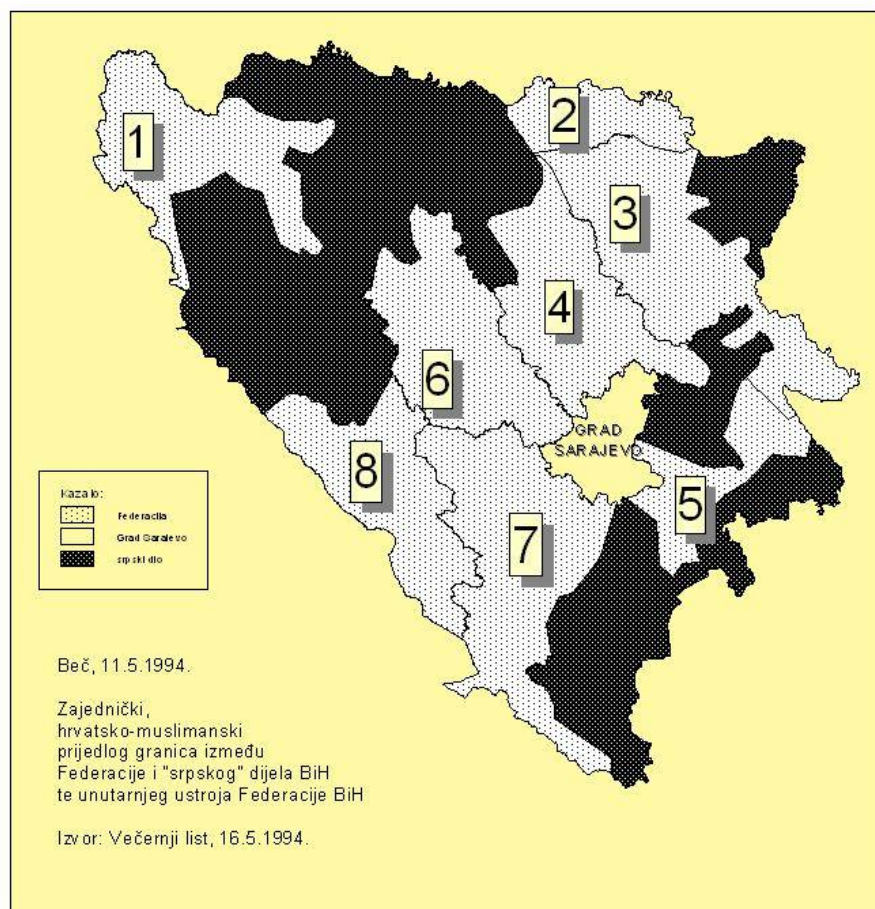 1
2
3
4
6
GRAD
SARAJEVO
8
5
7
Kazalo:
Federacija
Grad Sarajevo
srpski dio
Beč, 11.5.1994.
Zajednički,
hrvatsko-muslimanski
prijedlog granica između
Federacije i "srpskog" dijela BiH
te unutarnjeg ustroja Federacije BiH
Izvor: Večernji list, 16.5.1994.